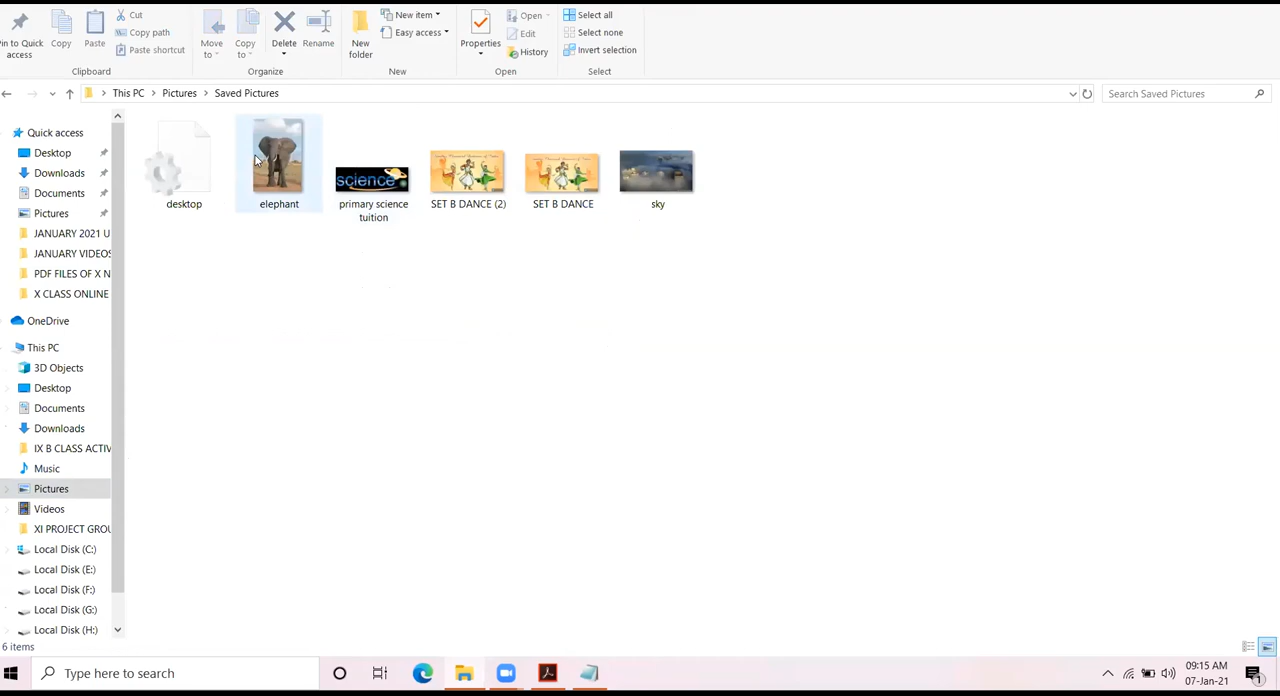 Cut
Copy path
Paste shortcut
Copy
Paste
in to Quick
access
Clipboard
Move
to
Copy
to
Delete
Rename
Organize
New
folder
New item
Easy access
New
Properties
Open
Edit
History
Open
Select all
Select none
Invert selection
Select
This PC
Pictures
Saved Pictures
Search Saved Pictures
Quick access
Desktop
Downloads
Documents
Pictures
JANUARY 2021 U
JANUARY VIDEOS
PDF FILES OF X N
X CLASS ONLINE
OneDrive
This PC
3D Objects
Desktop
Documents
Downloads
IX B CLASS ACTIV
Music
Pictures
Videos
XI PROJECT GROU
Local Disk (C:)
Local Disk (E:)
Local Disk (F:)
Local Disk (G:)
Local Disk (H:)
desktop
elephant
science
primary science
tuition
SET B DANCE (2)
SET B DANCE
sky
6 items
Type here to search
09:15 AM
07-Jan-21
1